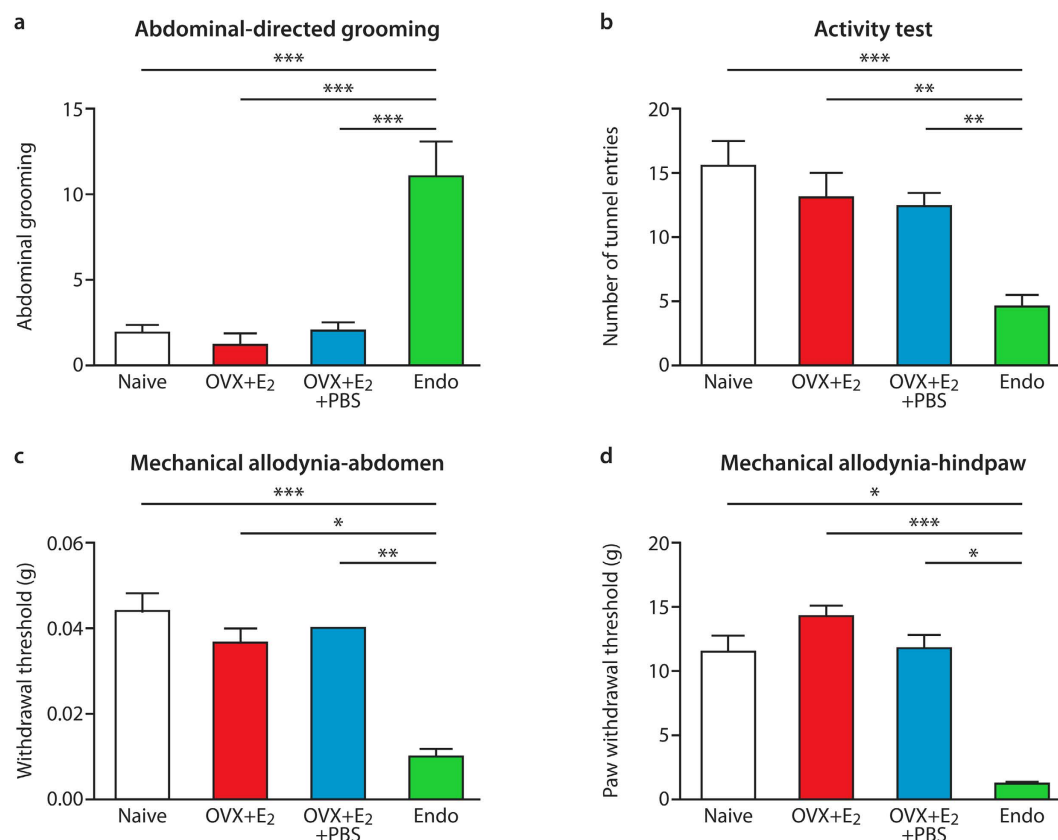 a
Abdominal-directed grooming
***
***
***
15
10
5
0
Abdominal grooming
Naive
OVX+E₂
OVX+E₂
+PBS
Endo
b
Activity test
***
**
**
20
15
10
5
0
Number of tunnel entries
Naive
OVX+E₂
OVX+E₂
+PBS
Endo
c
Mechanical allodynia-abdomen
***
*
**
0.06
0.04
0.02
0.00
Withdrawal threshold (g)
Naive
OVX+E₂
OVX+E₂
+PBS
Endo
d
Mechanical allodynia-hindpaw
*
***
*
20
15
10
5
0
Paw withdrawal threshold (g)
Naive
OVX+E₂
OVX+E₂
+PBS
Endo